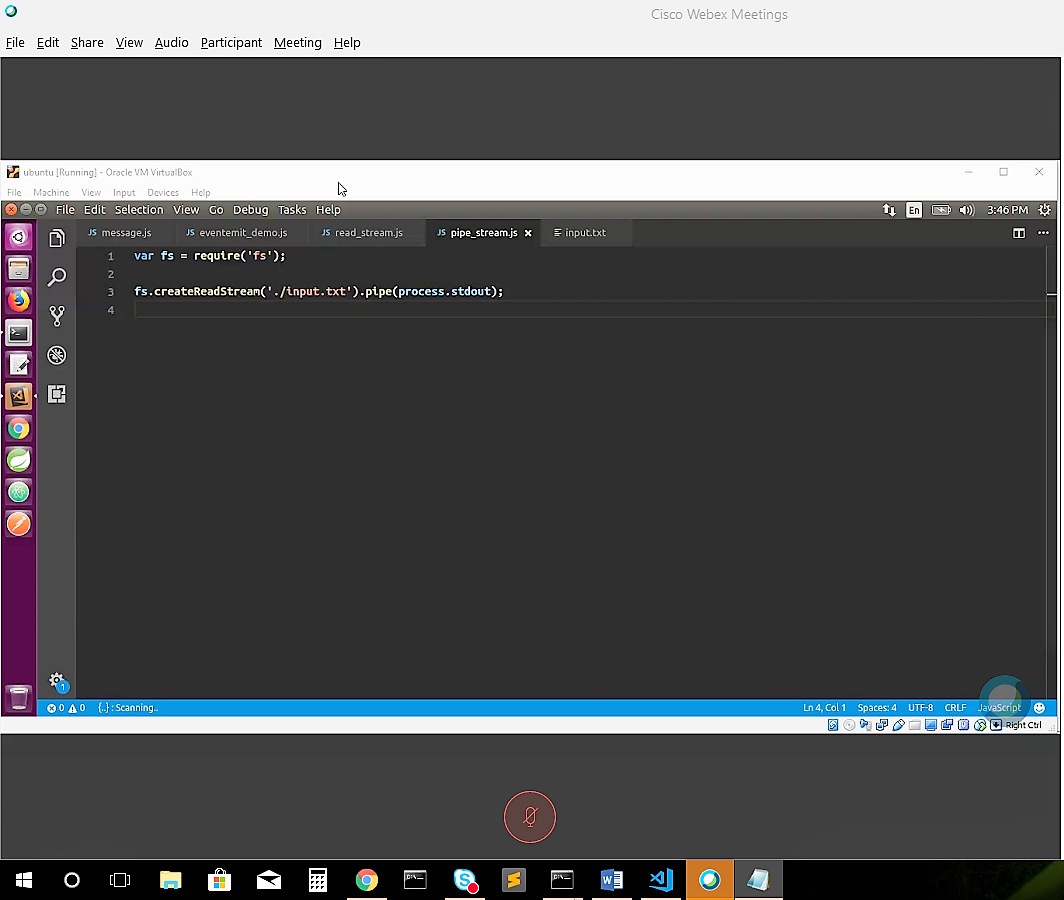 Cisco Webex Meetings
File Edit Share View Audio Participant Meeting Help
ubuntu [Running] - Oracle VM VirtualBox
File Machine View Input Devices Help
File Edit Selection View Go Debug Tasks Help En 3:46 PM
JS message.js JS eventemit_demo.js JS read_stream.js JS pipe_stream.js × input.txt
1 var fs = require('fs');
2
3 fs.createReadStream('./input.txt').pipe(process.stdout);
4
1
0 0 {..} : Scanning.. Ln 4, Col 1 Spaces: 4 UTF-8 CRLF JavaScript
Right Ctrl